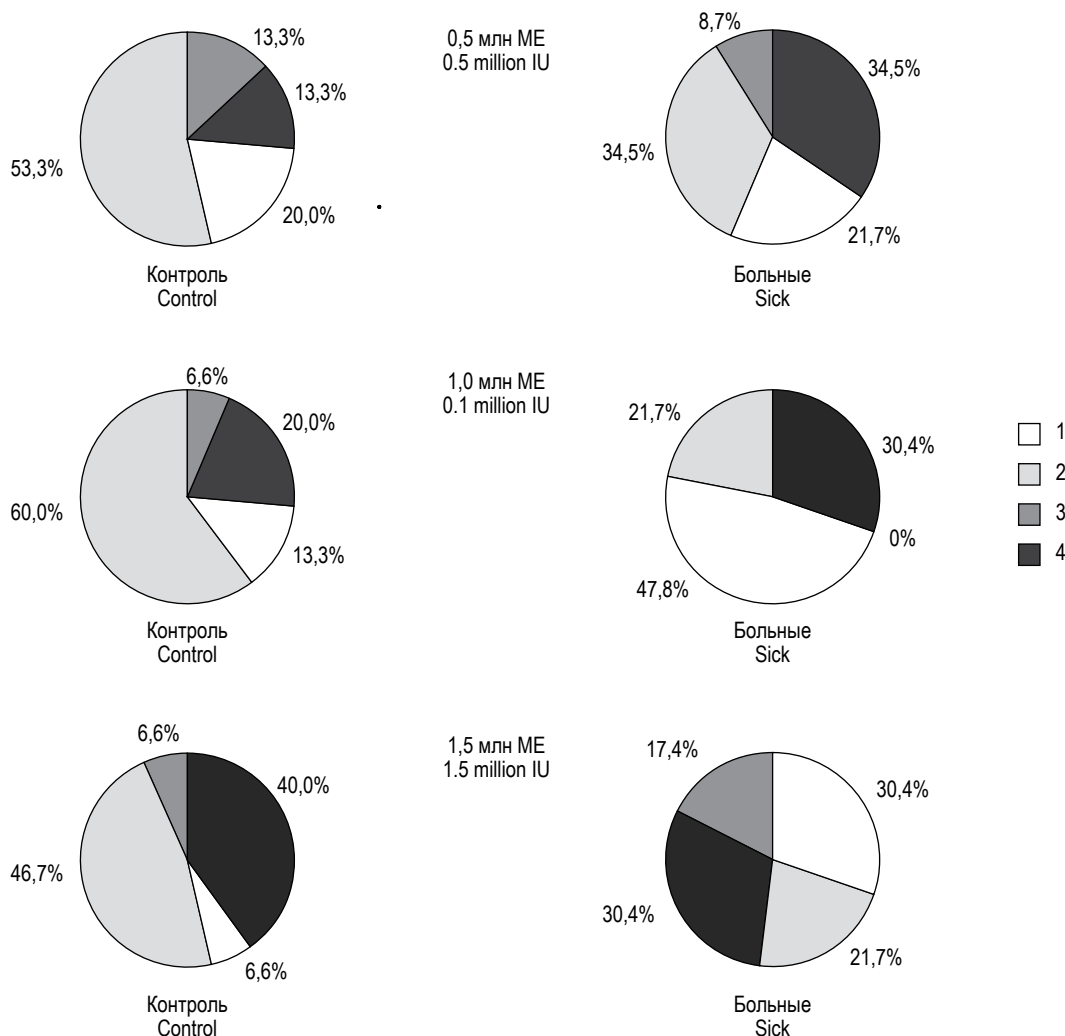 13,3%
13,3%
20,0%
53,3%
Контроль
Control
0,5 млн МЕ
0.5 million IU
8,7%
34,5%
34,5%
21,7%
Больные
Sick
6,6%
20,0%
60,0%
13,3%
Контроль
Control
1,0 млн МЕ
0.1 million IU
21,7%
30,4%
0%
47,8%
Больные
Sick
1
2
3
4
6,6%
40,0%
46,7%
6,6%
Контроль
Control
1,5 млн МЕ
1.5 million IU
17,4%
30,4%
30,4%
21,7%
Больные
Sick